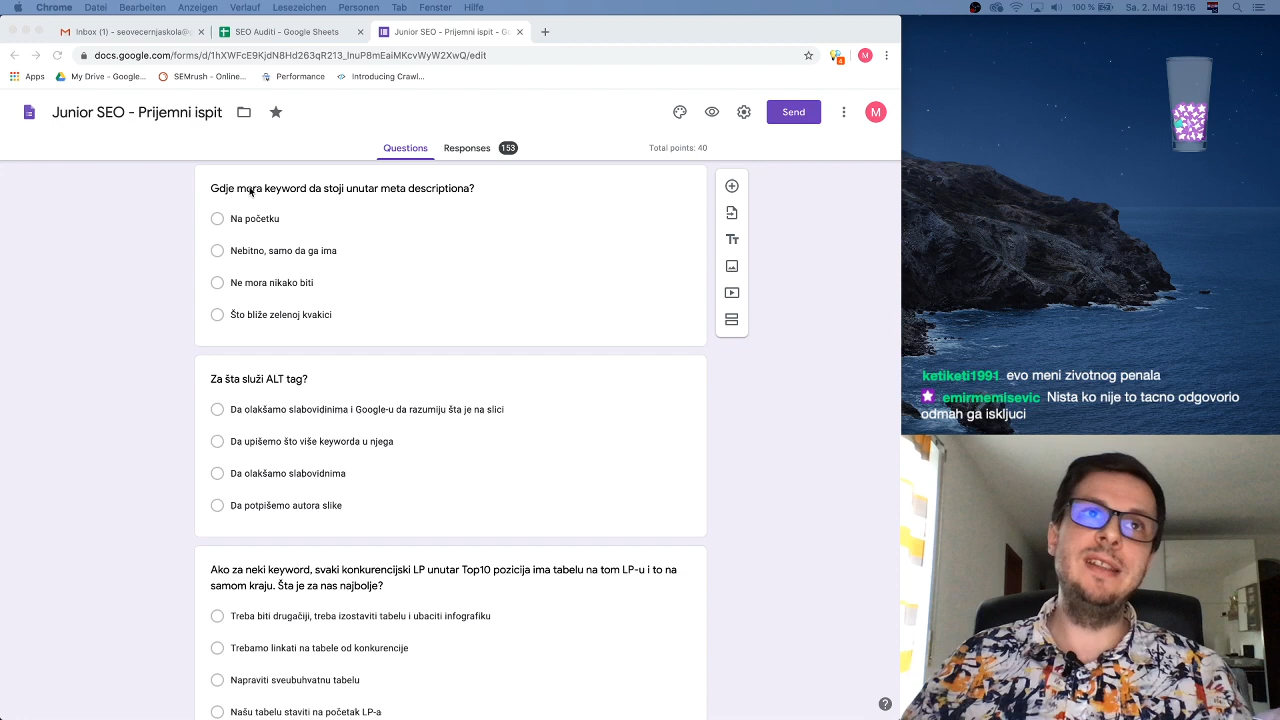 Chrome Datei Bearbeiten Anzeigen Verlauf Lesezeichen Personen Tab Fenster Hilfe
100 % Sa. 2. Mai 19:16
Inbox - seovecernjaskola@
SEO Auditi - Google Sheets
Junior SEO - Prijemni ispit - Go
docs.google.com/forms/d/1hXWFcE9KjdN8Hd263qR213_lnuP8mEaiMKcvWyW2XwQ/edit
Apps My Drive - Google... SEMrush - Online... Performance Introducing Crawl...
Junior SEO - Prijemni ispit
Send
M
Questions Responses 153
Total points: 40
Gdje mora keyword da stoji unutar meta descriptiona?
Na početku
Nebitno, samo da ga ima
Ne mora nikako biti
Što bliže zelenoj kvakici
Za šta služi ALT tag?
Da olakšamo slabovidinima i Google-u da razumiju šta je na slici
Da upišemo što više keyworda u njega
Da olakšamo slabovidnima
Da potpišemo autora slike
Ako za neki keyword, svaki konkurencijski LP unutar Top10 pozicija ima tabelu na tom LP-u i to na
samom kraju. Šta je za nas najbolje?
Treba biti drugačiji, treba izostaviti tabelu i ubaciti infografiku
Trebamo linkati na tabele od konkurencije
Napraviti sveubuhvatnu tabelu
Našu tabelu staviti na početak LP-a
ketiketi1991 evo meni zivotnog penala
emirmemisevic Nista ko nije to tacno odgovorio
odmah ga iskljuci